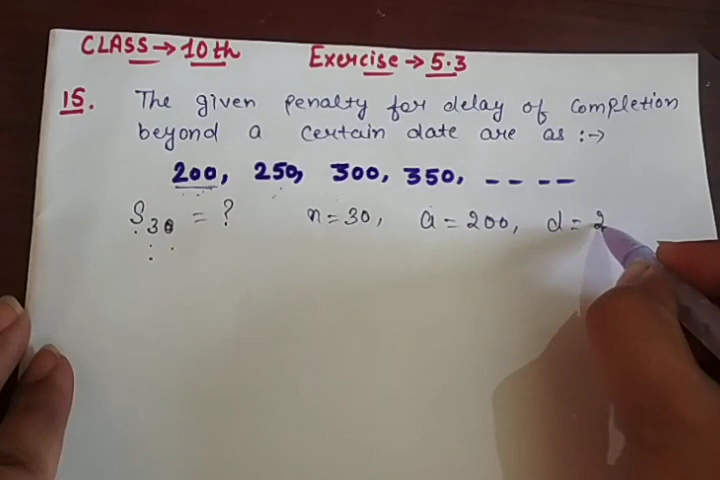 CLASS → 10th Exercise → 5.3
15. The given penalty for delay of completion
beyond a certain date are as :→
200, 250, 300, 350, ----
S30 = ? n=30, a = 200, d = 2